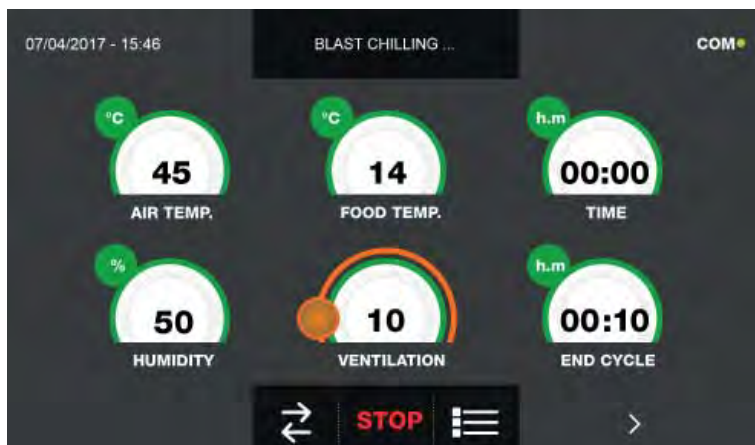 07/04/2017 - 15:46
BLAST CHILLING ...
COM
°C
45
AIR TEMP.
°C
14
FOOD TEMP.
h.m
00:00
TIME
%
50
HUMIDITY
10
VENTILATION
h.m
00:10
END CYCLE
STOP